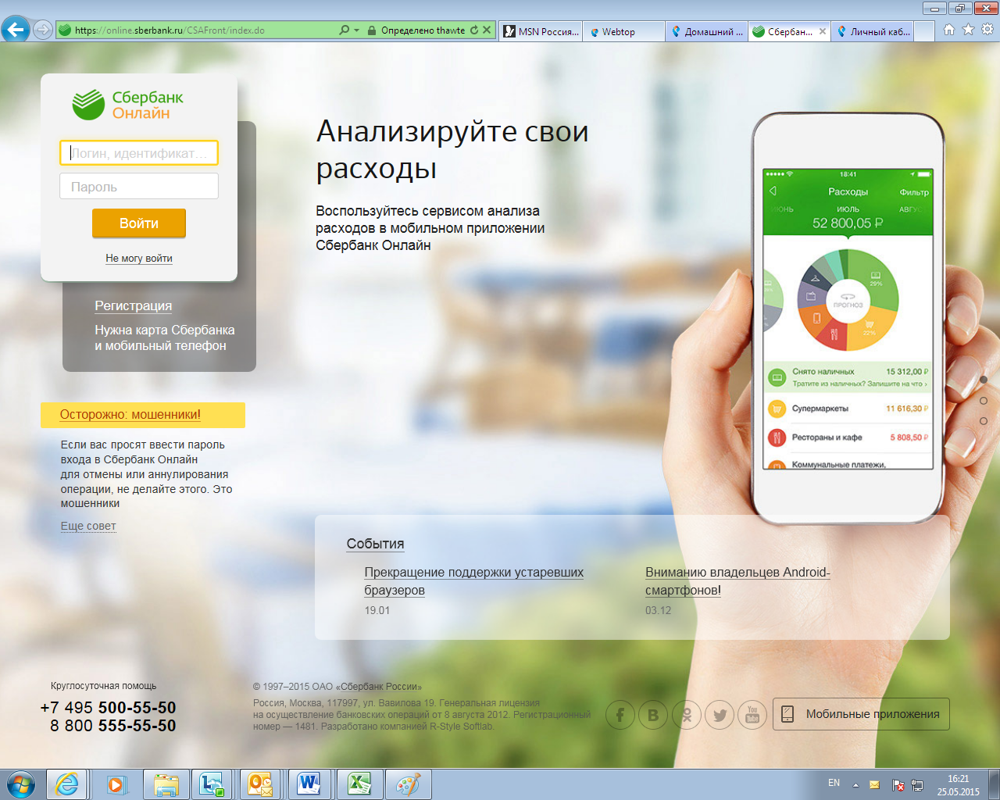 https://online.sberbank.ru/CSAFront/index.do
Определено thawte
MSN Россия...
Webtop
Домашний ...
Сбербан...
Личный каб...
Сбербанк
Онлайн
Логин, идентификат...
Пароль
Войти
Не могу войти
Регистрация
Нужна карта Сбербанка
и мобильный телефон
Осторожно: мошенники!
Если вас просят ввести пароль
входа в Сбербанк Онлайн
для отмены или аннулирования
операции, не делайте этого. Это
мошенники
Еще совет
Анализируйте свои
расходы
Воспользуйтесь сервисом анализа
расходов в мобильном приложении
Сбербанк Онлайн
18:41
Расходы
Фильтр
ИЮНЬ
ИЮЛЬ
АВГУС
52 800,05 ₽
29%
ПРОГНОЗ
22%
Снято наличных 15 312,00 ₽
Тратите из наличных? Запишите на что ›
Супермаркеты 11 616,30 ₽
Рестораны и кафе 5 808,50 ₽
Коммунальные платежи,
События
Прекращение поддержки устаревших
браузеров
19.01
Вниманию владельцев Android-
смартфонов!
03.12
Круглосуточная помощь
+7 495 500-55-50
8 800 555-55-50
© 1997–2015 ОАО «Сбербанк России»
Россия, Москва, 117997, ул. Вавилова 19. Генеральная лицензия
на осуществление банковских операций от 8 августа 2012. Регистрационный
номер — 1481. Разработано компанией R-Style Softlab.
You
Tube
Мобильные приложения
EN
16:21
25.05.2015